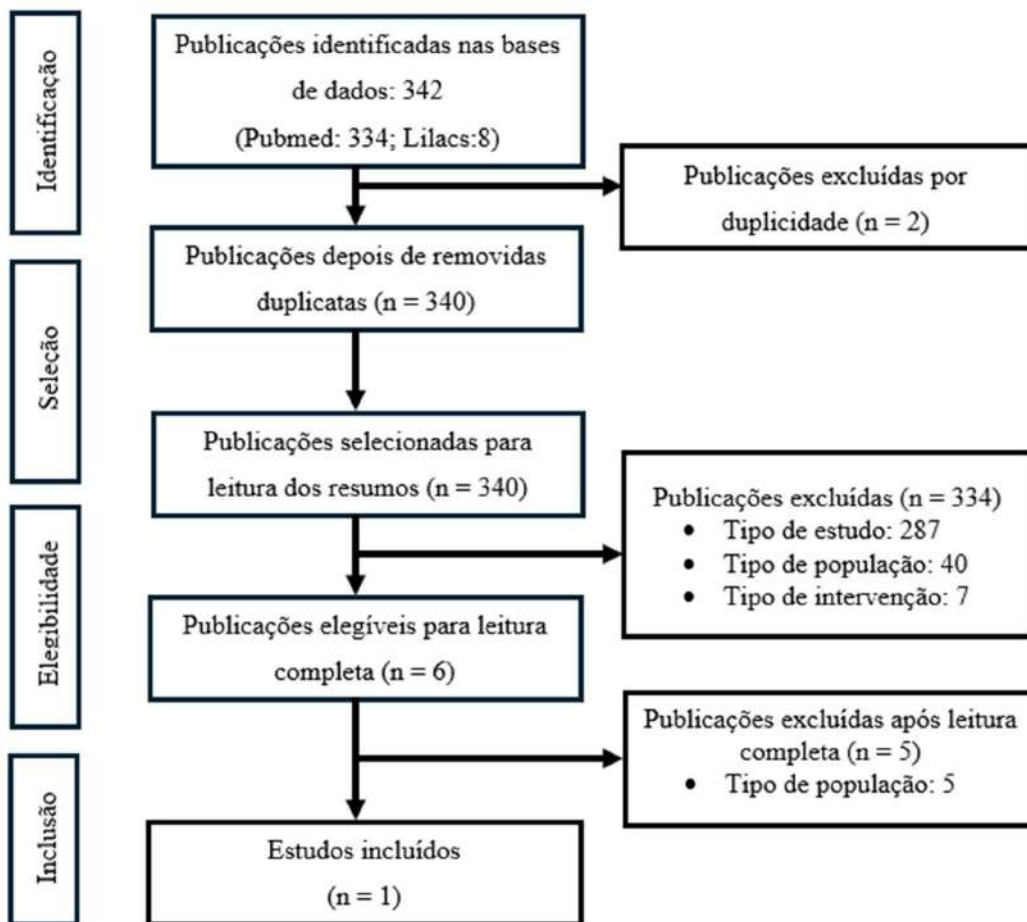 Identificação
Publicações identificadas nas bases
de dados: 342
(Pubmed: 334; Lilacs:8)
Publicações excluídas por
duplicidade (n = 2)
Seleção
Publicações depois de removidas
duplicatas (n = 340)
Publicações selecionadas para
leitura dos resumos (n = 340)
Publicações excluídas (n = 334)
• Tipo de estudo: 287
• Tipo de população: 40
• Tipo de intervenção: 7
Elegibilidade
Publicações elegíveis para leitura
completa (n = 6)
Publicações excluídas após leitura
completa (n = 5)
• Tipo de população: 5
Inclusão
Estudos incluídos
(n = 1)